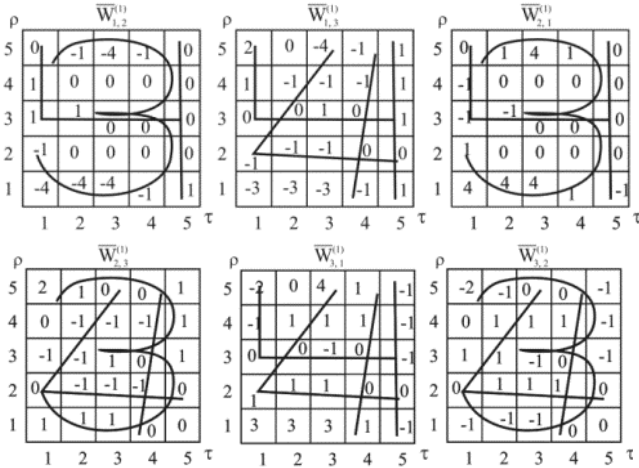 ρ W̅₁,₂⁽¹⁾
5 0 -1 -4 -1 0
4 1 0 0 0 0
3 1 1 0 0 0
2 -1 0 0 0 0
1 -4 -4 -4 -1 1
1 2 3 4 5 τ
W̅₁,₃⁽¹⁾
ρ
5 2 0 -4 -1 1
4 1 -1 -1 -1 1
3 0 0 1 0 1
2 -1 -1 -1 0 0
1 -3 -3 -3 -1 1
1 2 3 4 5 τ
W̅₂,₁⁽¹⁾
ρ
5 0 1 4 1 0
4 -1 0 0 0 0
3 -1 -1 0 0 0
2 1 0 0 0 0
1 4 4 4 1 -1
1 2 3 4 5 τ
W̅₂,₃⁽¹⁾
ρ
5 2 1 0 0 1
4 0 -1 -1 -1 1
3 -1 -1 1 0 1
2 0 -1 -1 -1 0
1 1 1 1 0 0
1 2 3 4 5 τ
W̅₃,₁⁽¹⁾
ρ
5 -2 0 4 1 -1
4 -1 1 1 1 -1
3 0 0 -1 0 -1
2 1 1 1 0 0
1 3 3 3 1 -1
1 2 3 4 5 τ
W̅₃,₂⁽¹⁾
ρ
5 -2 -1 0 0 -1
4 0 1 1 1 -1
3 1 1 -1 0 -1
2 0 1 1 1 0
1 -1 -1 -1 0 0
1 2 3 4 5 τ